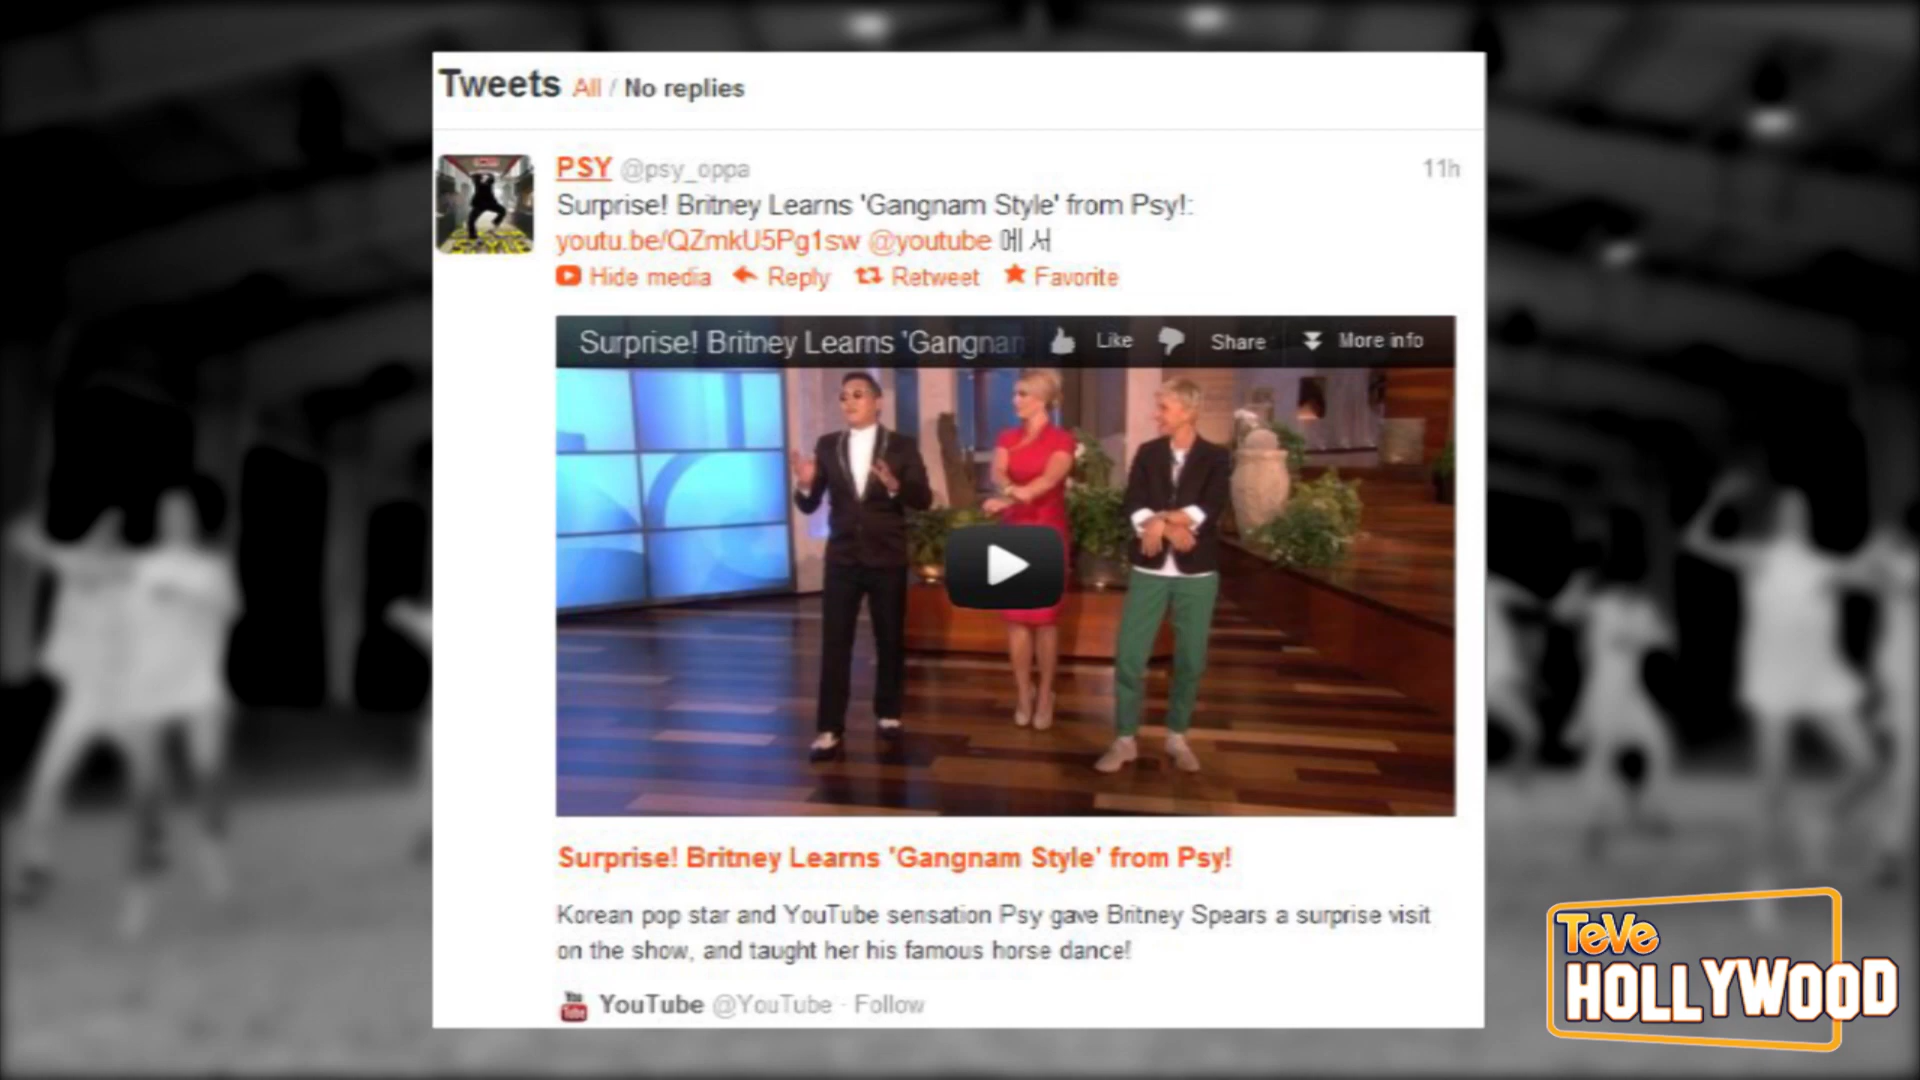 Tweets All / No replies
PSY @psy_oppa 11h
Surprise! Britney Learns 'Gangnam Style' from Psy!:
youtu.be/QZmkU5Pg1sw @youtube 에서
Hide media Reply Retweet Favorite
Surprise! Britney Learns 'Gangnam Like Share More info
Surprise! Britney Learns 'Gangnam Style' from Psy!
Korean pop star and YouTube sensation Psy gave Britney Spears a surprise visit
on the show, and taught her his famous horse dance!
You Tube YouTube @YouTube · Follow
TeVe
HOLLYWOOD